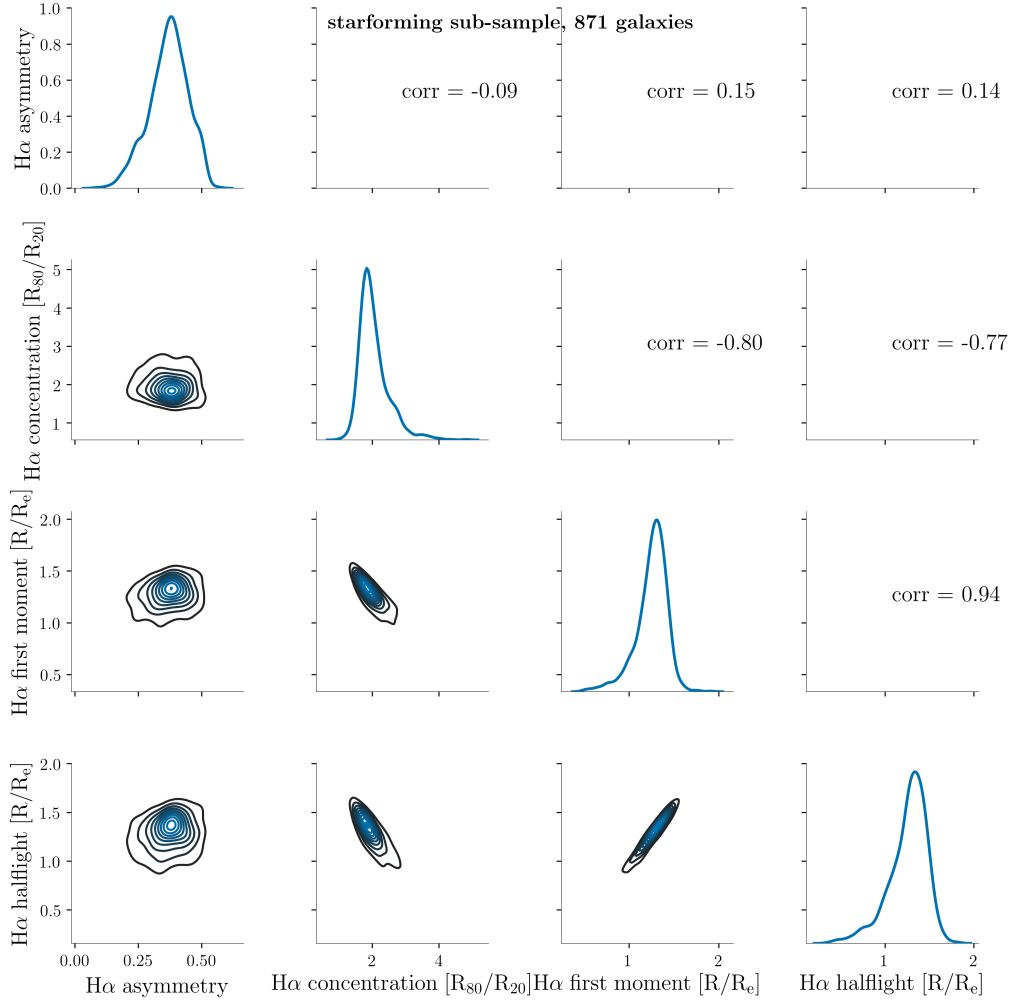 starforming sub-sample, 871 galaxies
Hα asymmetry
1.0
0.8
0.6
0.4
0.2
0.0
corr = -0.09
corr = 0.15
corr = 0.14
Hα concentration [R80/R20]
5
4
3
2
1
corr = -0.80
corr = -0.77
Hα first moment [R/Re]
2.0
1.5
1.0
0.5
corr = 0.94
Hα halflight [R/Re]
2.0
1.5
1.0
0.5
0.00 0.25 0.50
2 4
1 2
1 2
Hα asymmetry
Hα concentration [R80/R20]
Hα first moment [R/Re]
Hα halflight [R/Re]